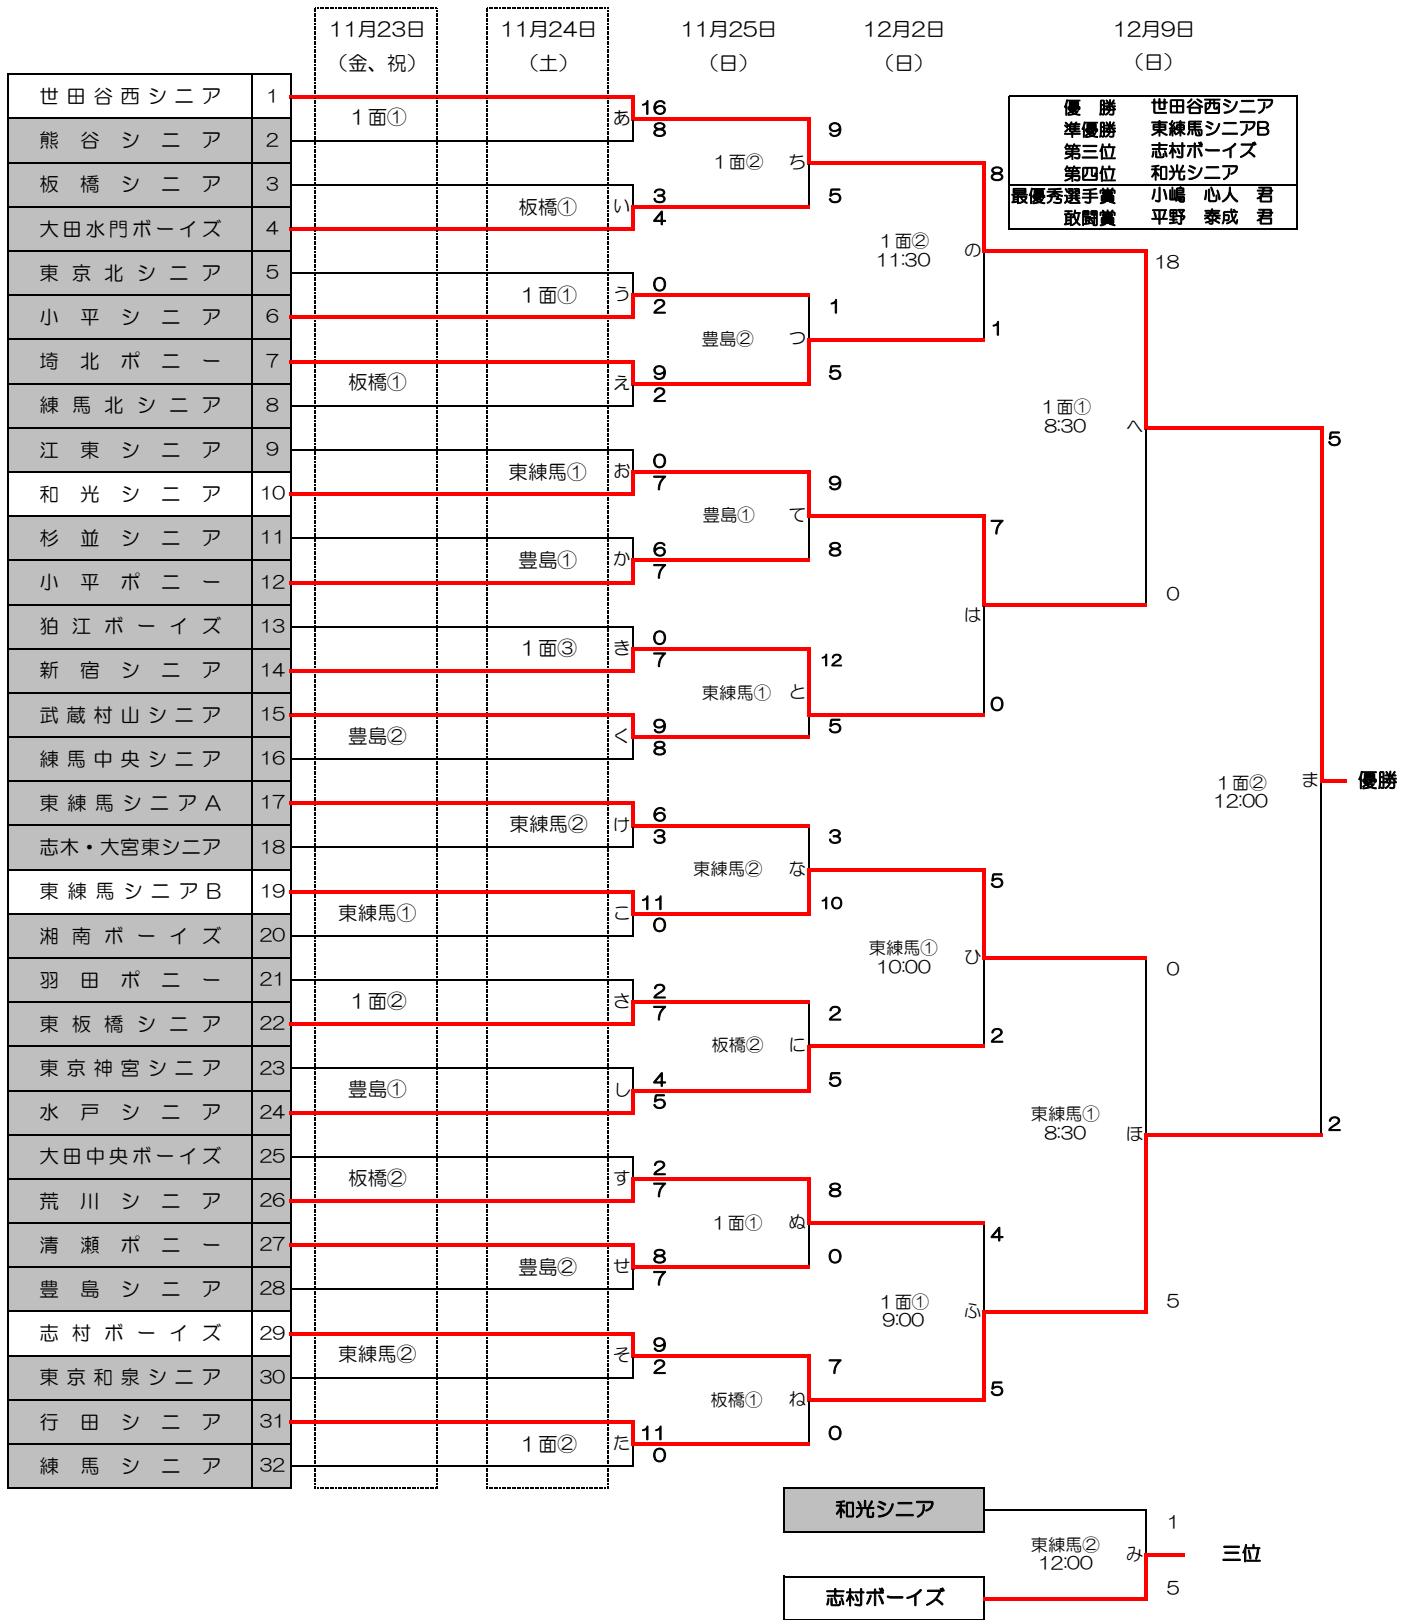 11月23日 11月24日 11月25日 12月2日 12月9日
（金、祝） （土） （日） （日） （日）
世田谷西シニア 1
熊谷シニア 2
板橋シニア 3
大田水門ボーイズ 4
東京北シニア 5
小平シニア 6
埼北ポニー 7
練馬北シニア 8
江東シニア 9
和光シニア 10
杉並シニア 11
小平ポニー 12
狛江ボーイズ 13
新宿シニア 14
武蔵村山シニア 15
練馬中央シニア 16
東練馬シニアA 17
志木・大宮東シニア 18
東練馬シニアB 19
湘南ボーイズ 20
羽田ポニー 21
東板橋シニア 22
東京神宮シニア 23
水戸シニア 24
大田中央ボーイズ 25
荒川シニア 26
清瀬ポニー 27
豊島シニア 28
志村ボーイズ 29
東京和泉シニア 30
行田シニア 31
練馬シニア 32
1面① あ 16
8
板橋① い 3
4
1面① う 0
2
板橋① え 9
2
東練馬① お 0
7
豊島① か 6
7
1面③ き 0
7
豊島② く 9
8
東練馬② け 6
3
東練馬① こ 11
0
1面② さ 2
7
豊島① し 4
5
板橋② す 2
7
豊島② せ 8
7
東練馬② そ 9
2
1面② た 11
0
1面② ち 9
5
豊島② つ 1
5
豊島① て 9
8
東練馬① と 12
5
東練馬② な 3
10
板橋② に 2
5
1面① ぬ 8
0
板橋① ね 7
0
1面②
11:30 の 8
1
は 7
0
東練馬①
10:00 ひ 5
2
1面①
9:00 ふ 4
5
1面①
8:30 へ 18
0
東練馬①
8:30 ほ 0
5
1面②
12:00 ま 5
2
優勝
優　勝 世田谷西シニア
準優勝 東練馬シニアB
第三位 志村ボーイズ
第四位 和光シニア
最優秀選手賞 小嶋　心人　君
敢闘賞 平野　泰成　君
和光シニア 1
東練馬②
12:00 み 三位
志村ボーイズ 5